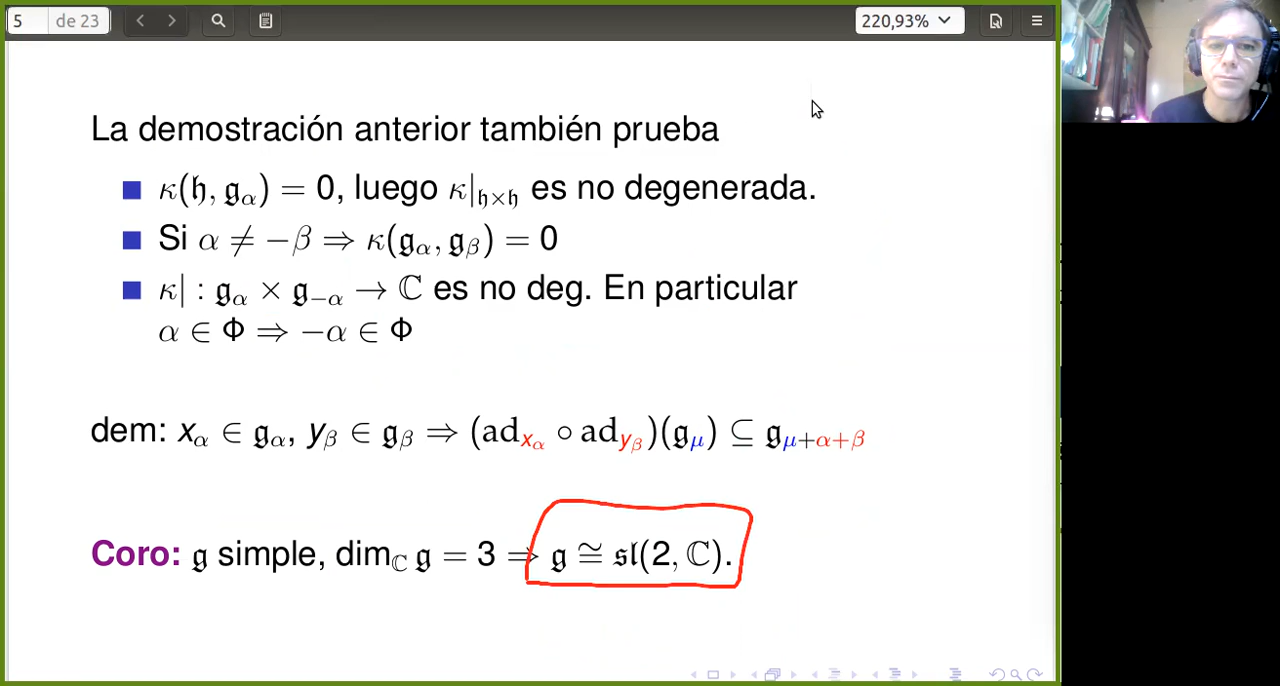 5 de 23 220,93%
La demostración anterior también prueba
κ(𝔥, 𝔤_α) = 0, luego κ|_{𝔥×𝔥} es no degenerada.
Si α ≠ −β ⇒ κ(𝔤_α, 𝔤_β) = 0
κ| : 𝔤_α × 𝔤_{−α} → ℂ es no deg. En particular
α ∈ Φ ⇒ −α ∈ Φ
dem: x_α ∈ 𝔤_α, y_β ∈ 𝔤_β ⇒ (ad_{x_α} ∘ ad_{y_β})(𝔤_μ) ⊆ 𝔤_{μ+α+β}
Coro: 𝔤 simple, dim_ℂ 𝔤 = 3 ⇒ 𝔤 ≅ 𝔰𝔩(2, ℂ).